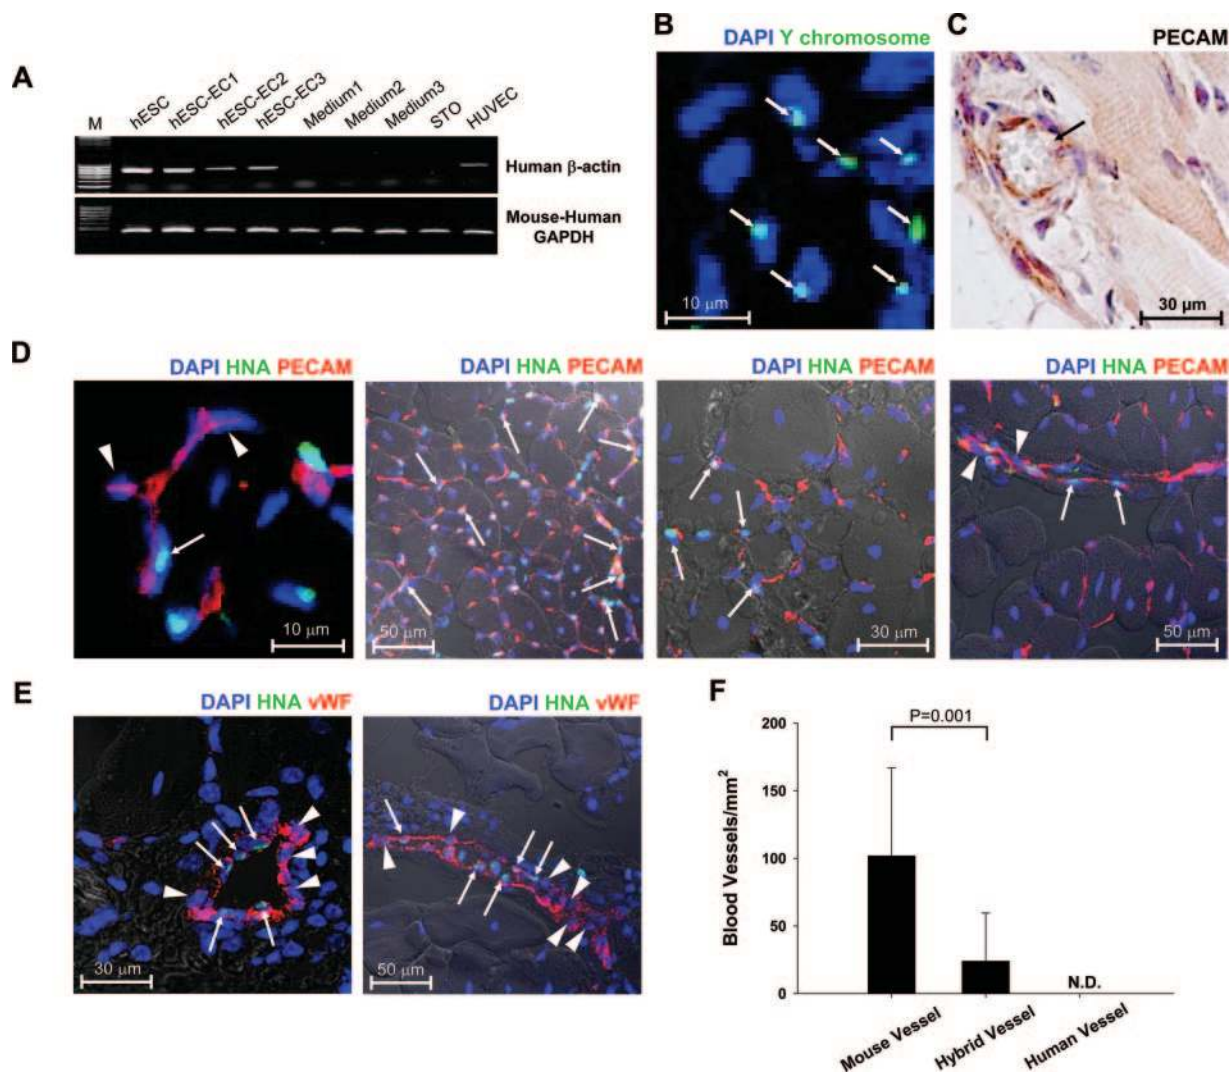 A
M
hESC
hESC-EC1
hESC-EC2
hESC-EC3
Medium1
Medium2
Medium3
STO
HUVEC
Human β-actin
Mouse-Human
GAPDH
B
DAPI Y chromosome
10 μm
C
PECAM
30 μm
D
DAPI HNA PECAM
10 μm
DAPI HNA PECAM
50 μm
DAPI HNA PECAM
30 μm
DAPI HNA PECAM
50 μm
E
DAPI HNA vWF
30 μm
DAPI HNA vWF
50 μm
F
P=0.001
Blood Vessels/mm²
200
150
100
50
0
N.D.
Mouse Vessel
Hybrid Vessel
Human Vessel